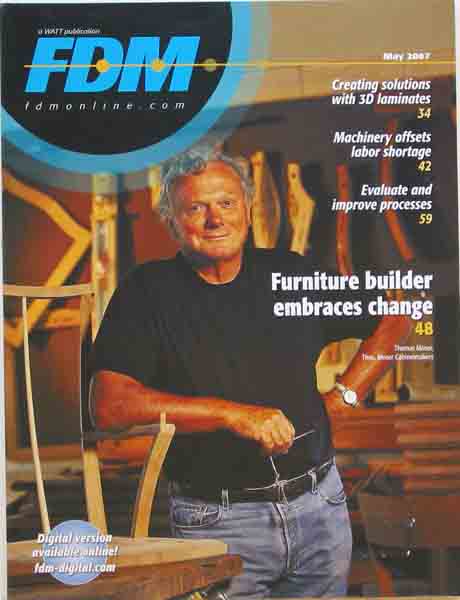 a WATT publication
FDM
fdmonline.com
May 2007
Creating solutions
with 3D laminates
34
Machinery offsets
labor shortage
42
Evaluate and
improve processes
59
Furniture builder
embraces change
48
Thomas Moser,
Thos. Moser Cabinetmakers
Digital version
available online!
fdm-digital.com